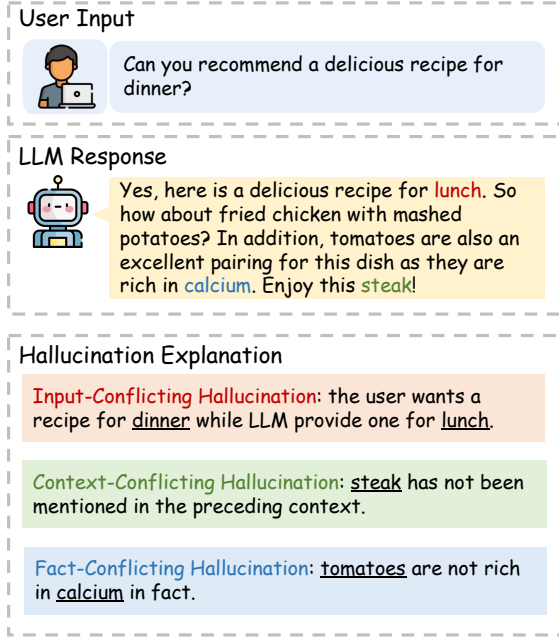 User Input
Can you recommend a delicious recipe for
dinner?
LLM Response
Yes, here is a delicious recipe for lunch. So
how about fried chicken with mashed
potatoes? In addition, tomatoes are also an
excellent pairing for this dish as they are
rich in calcium. Enjoy this steak!
Hallucination Explanation
Input-Conflicting Hallucination: the user wants a
recipe for dinner while LLM provide one for lunch.
Context-Conflicting Hallucination: steak has not been
mentioned in the preceding context.
Fact-Conflicting Hallucination: tomatoes are not rich
in calcium in fact.